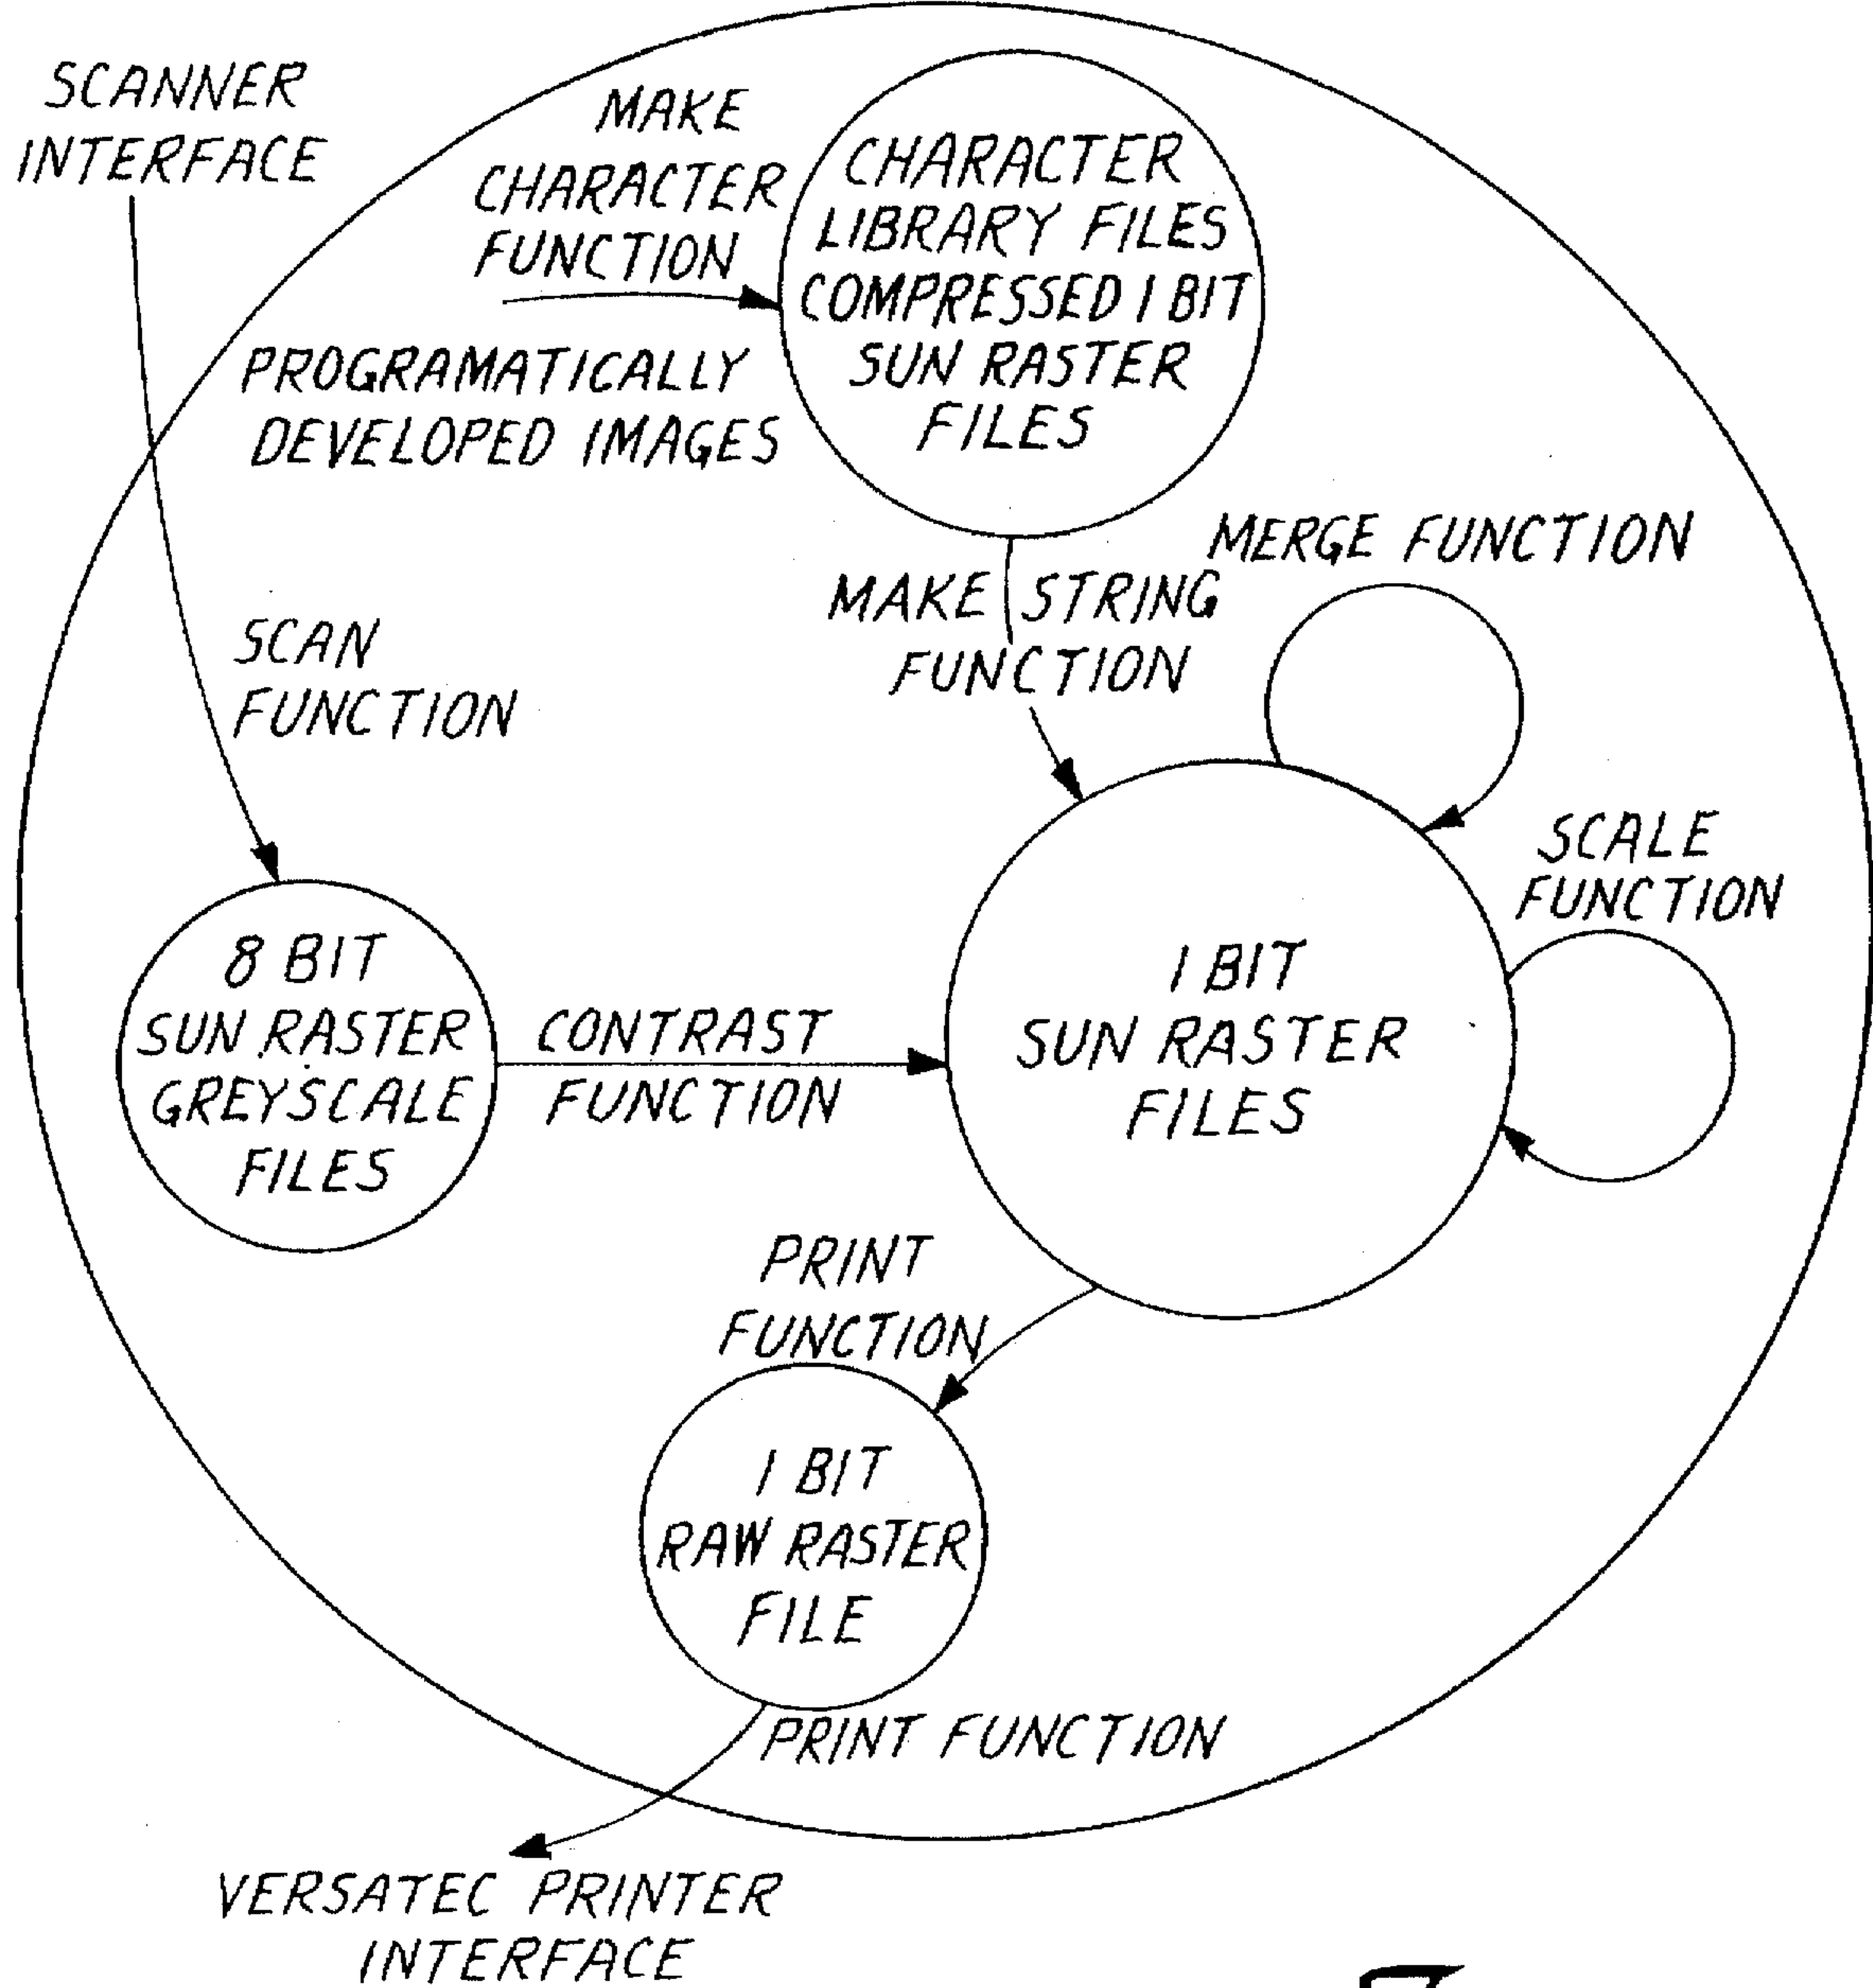 SCANNER
INTERFACE
MAKE
CHARACTER
FUNCTION
PROGRAMATICALLY
DEVELOPED IMAGES
CHARACTER
LIBRARY FILES
COMPRESSED 1 BIT
SUN RASTER
FILES
MERGE FUNCTION
MAKE STRING
FUNCTION
SCAN
FUNCTION
SCALE
FUNCTION
8 BIT
SUN RASTER
GREYSCALE
FILES
CONTRAST
FUNCTION
1 BIT
SUN RASTER
FILES
PRINT
FUNCTION
1 BIT
RAW RASTER
FILE
PRINT FUNCTION
VERSATEC PRINTER
INTERFACE